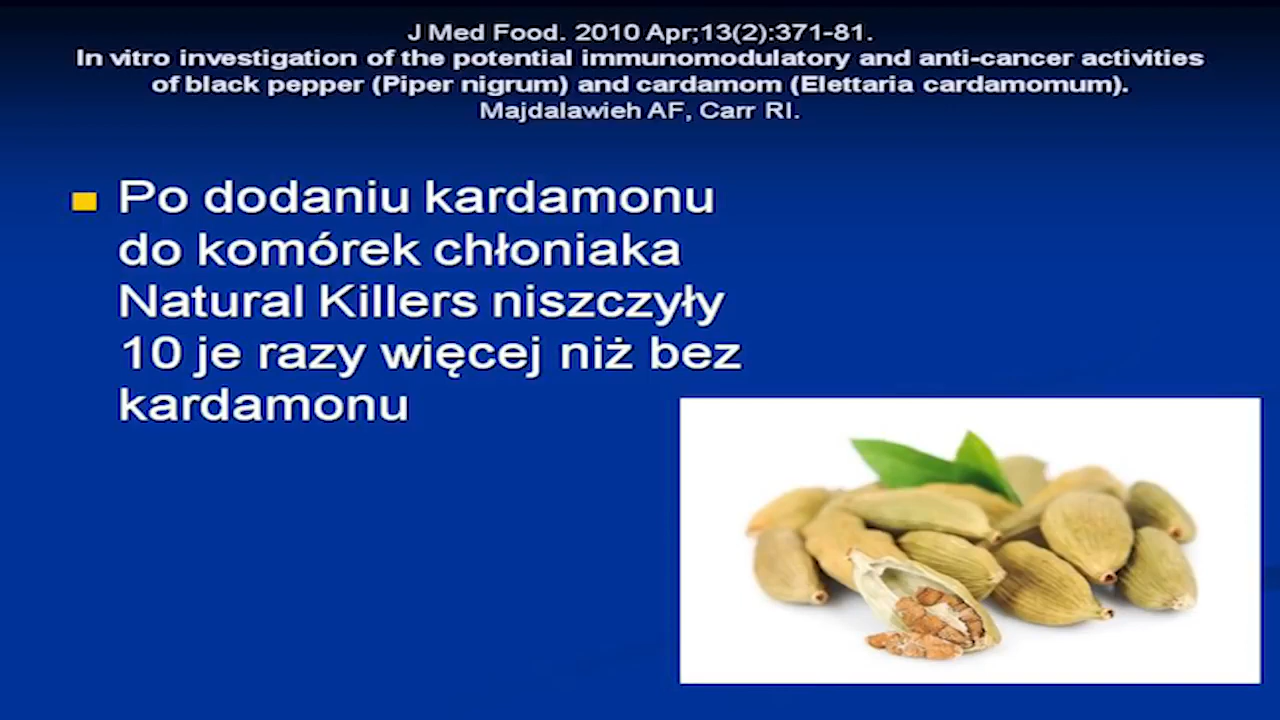 J Med Food. 2010 Apr;13(2):371-81.
In vitro investigation of the potential immunomodulatory and anti-cancer activities
of black pepper (Piper nigrum) and cardamom (Elettaria cardamomum).
Majdalawieh AF, Carr RI.
Po dodaniu kardamonu
do komórek chłoniaka
Natural Killers niszczyły
10 je razy więcej niż bez
kardamonu